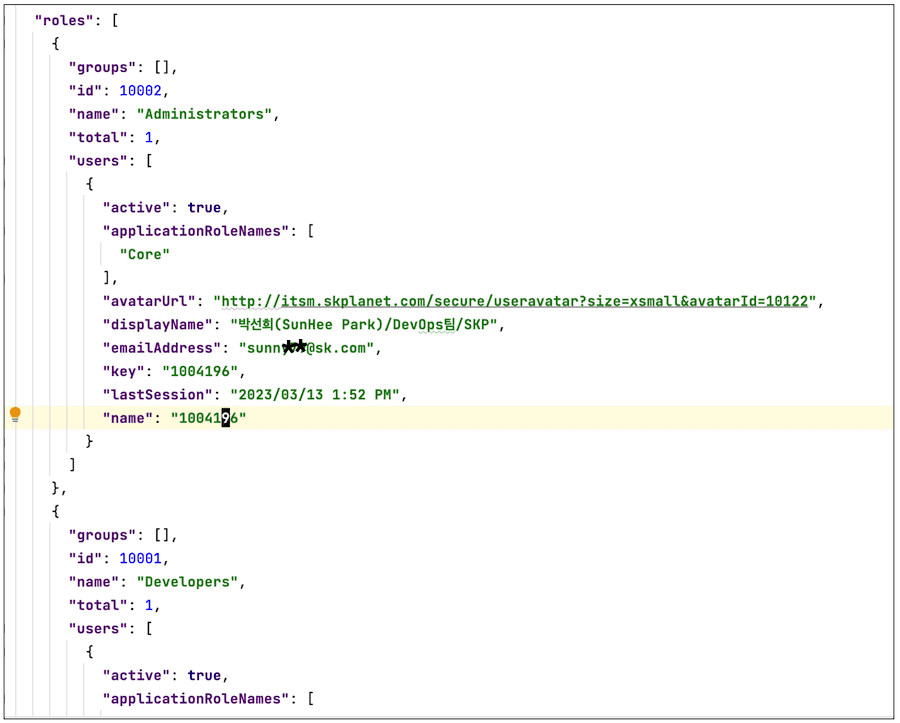 "roles": [
{
"groups": [],
"id": 10002,
"name": "Administrators",
"total": 1,
"users": [
{
"active": true,
"applicationRoleNames": [
"Core"
],
"avatarUrl": "http://itsm.skplanet.com/secure/useravatar?size=xsmall&avatarId=10122",
"displayName": "박선희(SunHee Park)/DevOps팀/SKP",
"emailAddress": "sunny**@sk.com",
"key": "1004196",
"lastSession": "2023/03/13 1:52 PM",
"name": "1004196"
}
]
},
{
"groups": [],
"id": 10001,
"name": "Developers",
"total": 1,
"users": [
{
"active": true,
"applicationRoleNames": [